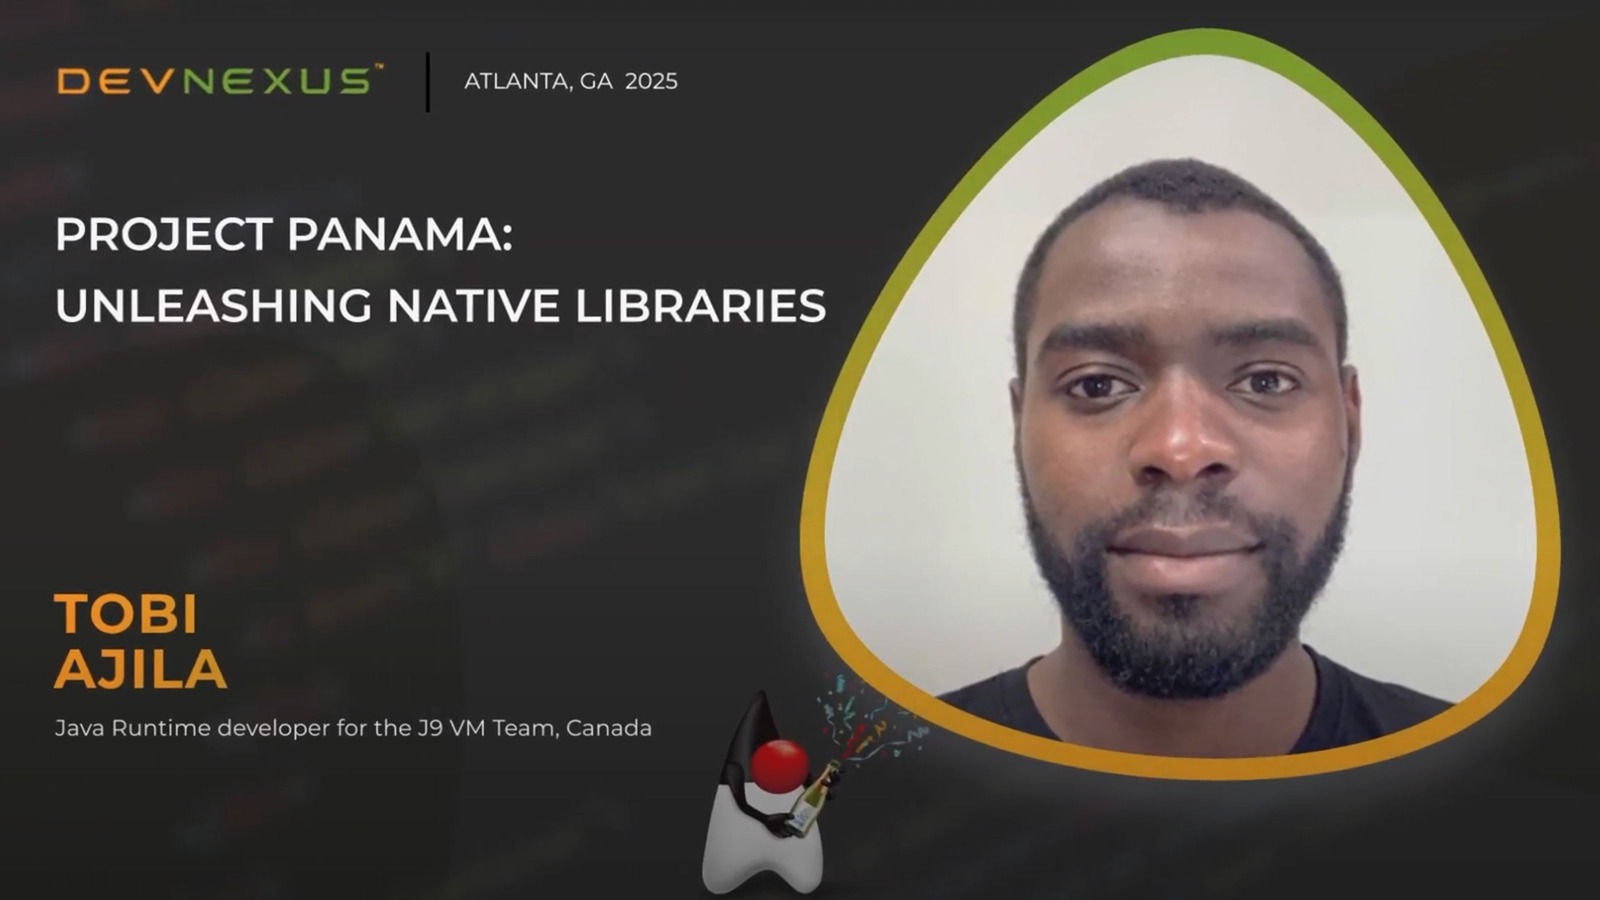 DEVNEXUS™
ATLANTA, GA 2025
PROJECT PANAMA:
UNLEASHING NATIVE LIBRARIES
TOBI
AJILA
Java Runtime developer for the J9 VM Team, Canada